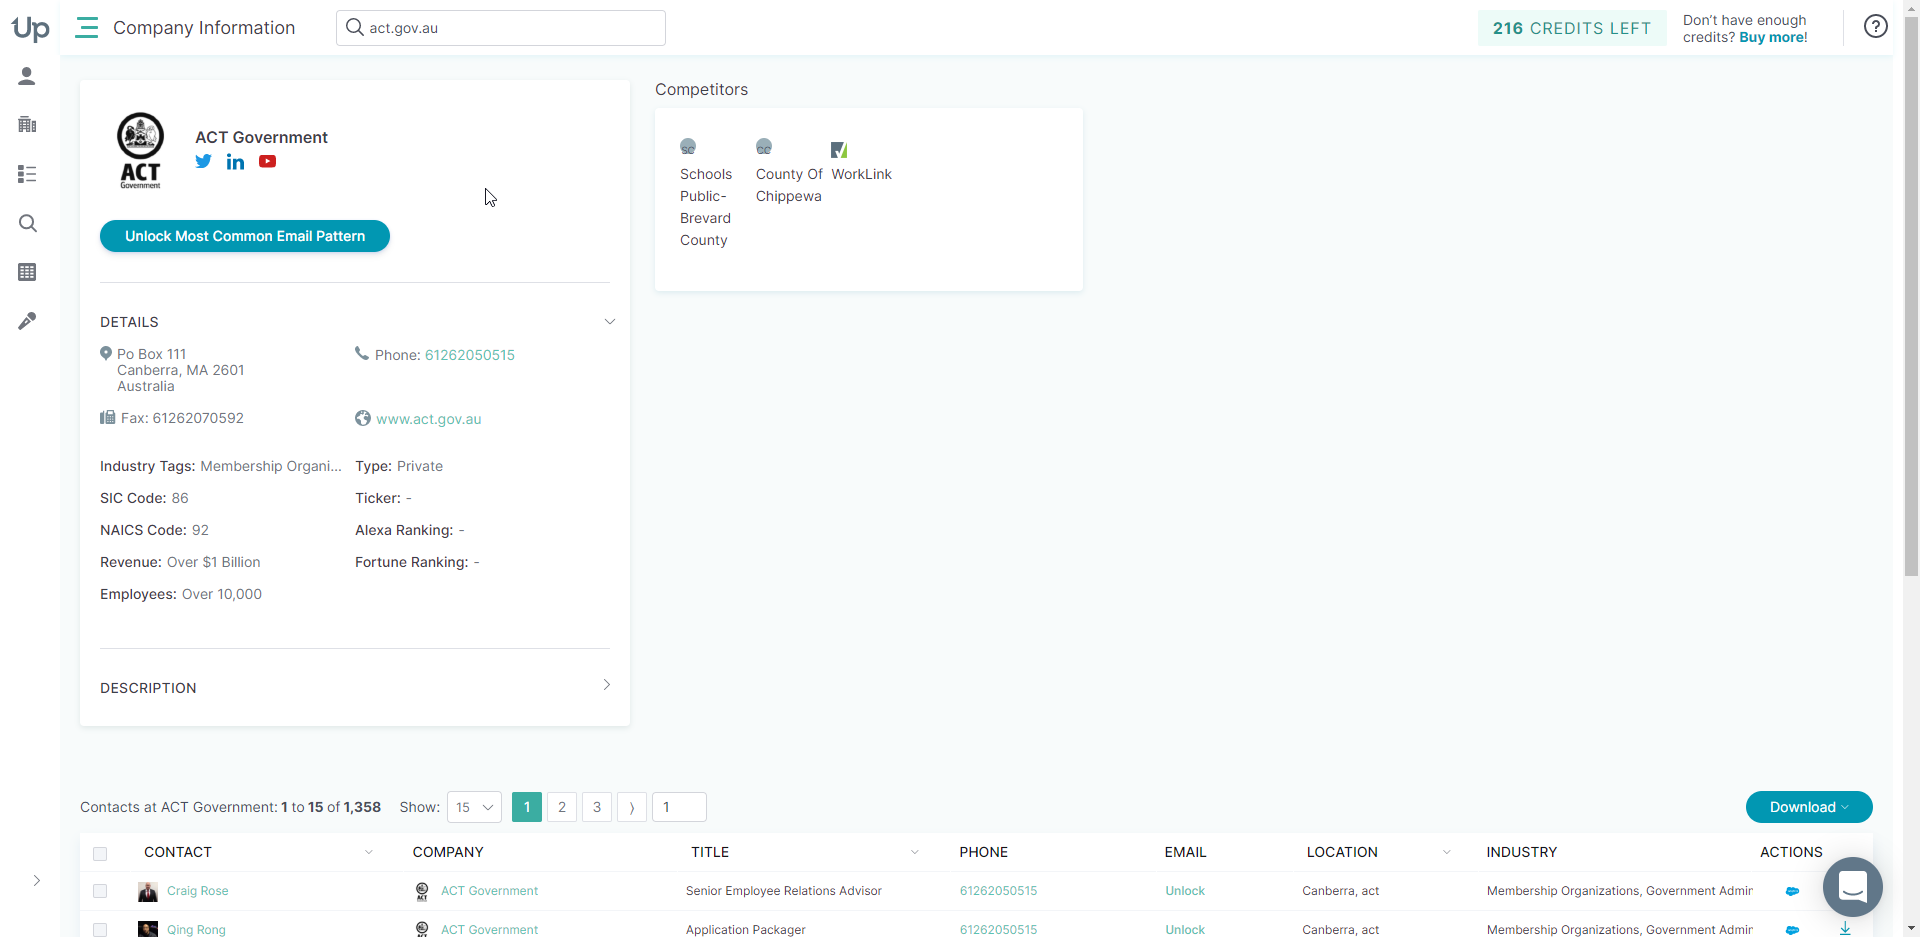 Up
Company Information
act.gov.au
216 CREDITS LEFT
Don't have enough
credits? Buy more!
ACT
Government
ACT Government
Unlock Most Common Email Pattern
DETAILS
Po Box 111
Canberra, MA 2601
Australia
Phone: 61262050515
Fax: 61262070592
www.act.gov.au
Industry Tags: Membership Organi...
Type: Private
SIC Code: 86
Ticker: -
NAICS Code: 92
Alexa Ranking: -
Revenue: Over $1 Billion
Fortune Ranking: -
Employees: Over 10,000
DESCRIPTION
Competitors
SC
Schools
Public-
Brevard
County
CC
County Of
Chippewa
WorkLink
Contacts at ACT Government: 1 to 15 of 1,358
Show: 15
1 2 3 ⟩ 1
Download
CONTACT COMPANY TITLE PHONE EMAIL LOCATION INDUSTRY ACTIONS
Craig Rose ACT Government Senior Employee Relations Advisor 61262050515 Unlock Canberra, act Membership Organizations, Government Admir
Qing Rong ACT Government Application Packager 61262050515 Unlock Canberra, act Membership Organizations, Government Admir